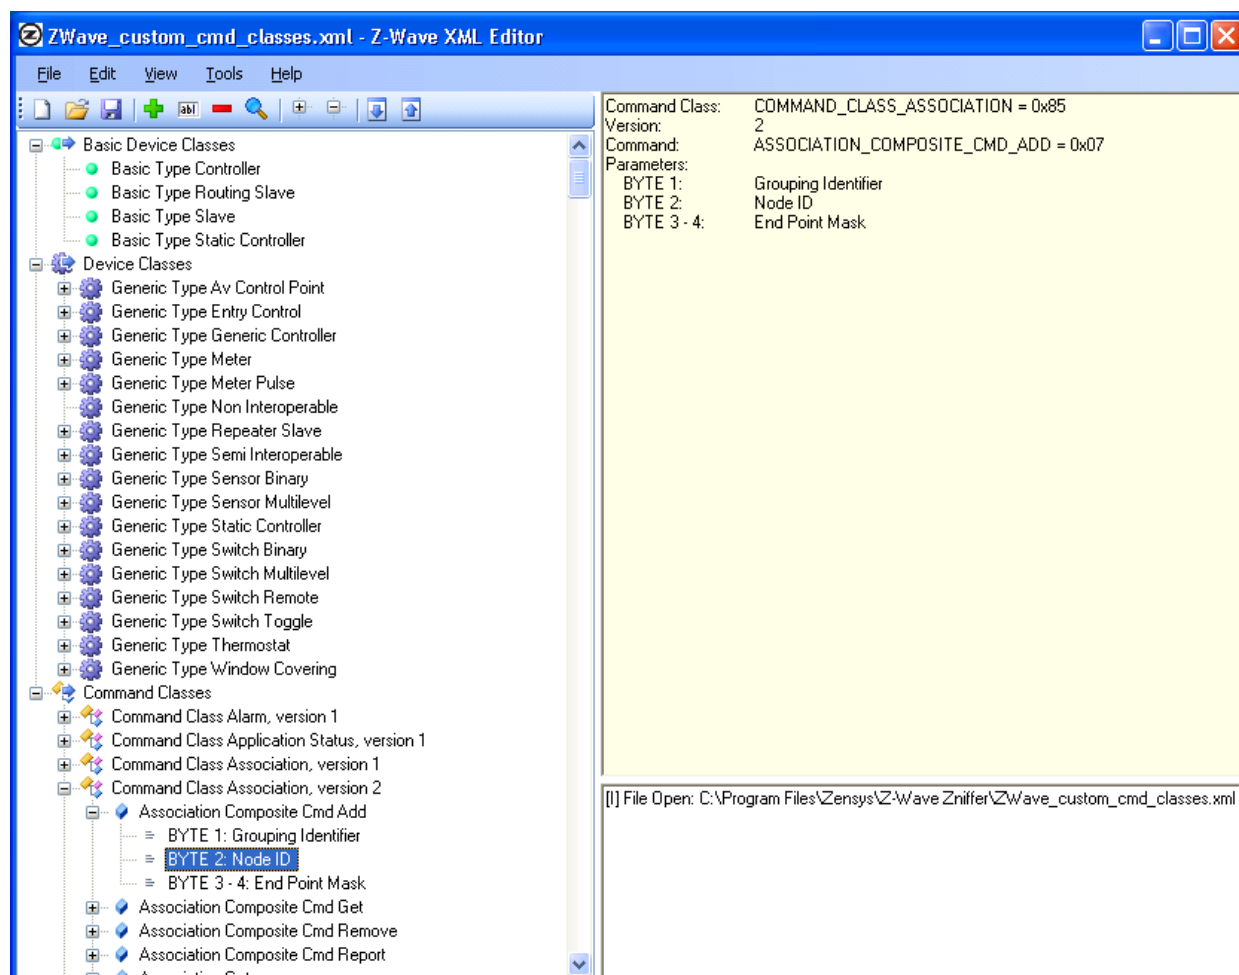 ZWave_custom_cmd_classes.xml - Z-Wave XML Editor
File Edit View Tools Help
abl
Basic Device Classes
Basic Type Controller
Basic Type Routing Slave
Basic Type Slave
Basic Type Static Controller
Device Classes
Generic Type Av Control Point
Generic Type Entry Control
Generic Type Generic Controller
Generic Type Meter
Generic Type Meter Pulse
Generic Type Non Interoperable
Generic Type Repeater Slave
Generic Type Semi Interoperable
Generic Type Sensor Binary
Generic Type Sensor Multilevel
Generic Type Static Controller
Generic Type Switch Binary
Generic Type Switch Multilevel
Generic Type Switch Remote
Generic Type Switch Toggle
Generic Type Thermostat
Generic Type Window Covering
Command Classes
Command Class Alarm, version 1
Command Class Application Status, version 1
Command Class Association, version 1
Command Class Association, version 2
Association Composite Cmd Add
BYTE 1: Grouping Identifier
BYTE 2: Node ID
BYTE 3 - 4: End Point Mask
Association Composite Cmd Get
Association Composite Cmd Remove
Association Composite Cmd Report
Command Class: COMMAND_CLASS_ASSOCIATION = 0x85
Version: 2
Command: ASSOCIATION_COMPOSITE_CMD_ADD = 0x07
Parameters:
BYTE 1: Grouping Identifier
BYTE 2: Node ID
BYTE 3 - 4: End Point Mask
[I] File Open: C:\Program Files\Zensys\Z-Wave Zniffer\ZWave_custom_cmd_classes.xml